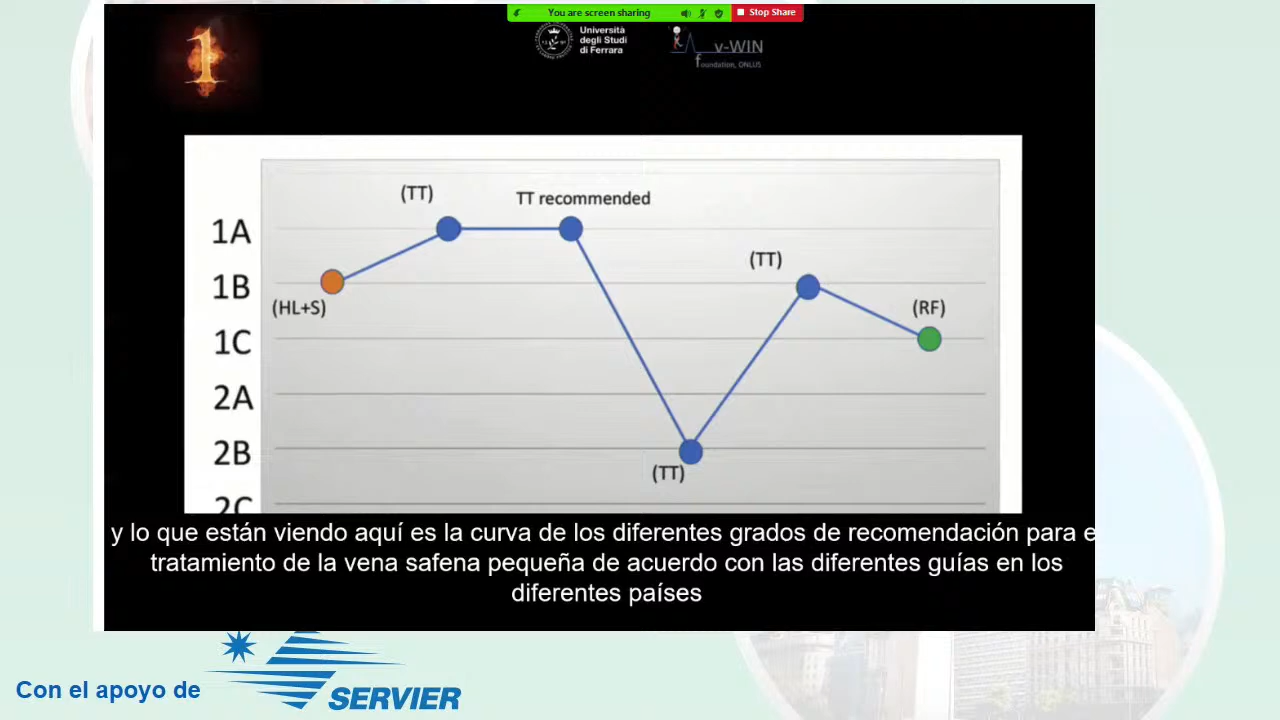 You are screen sharing
Stop Share
1
Università
degli Studi
di Ferrara
v-WIN
foundation, ONLUS
(TT)
TT recommended
1A
(TT)
1B
(HL+S)
(RF)
1C
2A
2B
(TT)
2C
y lo que están viendo aquí es la curva de los diferentes grados de recomendación para e
tratamiento de la vena safena pequeña de acuerdo con las diferentes guías en los
diferentes países
Con el apoyo de
SERVIER